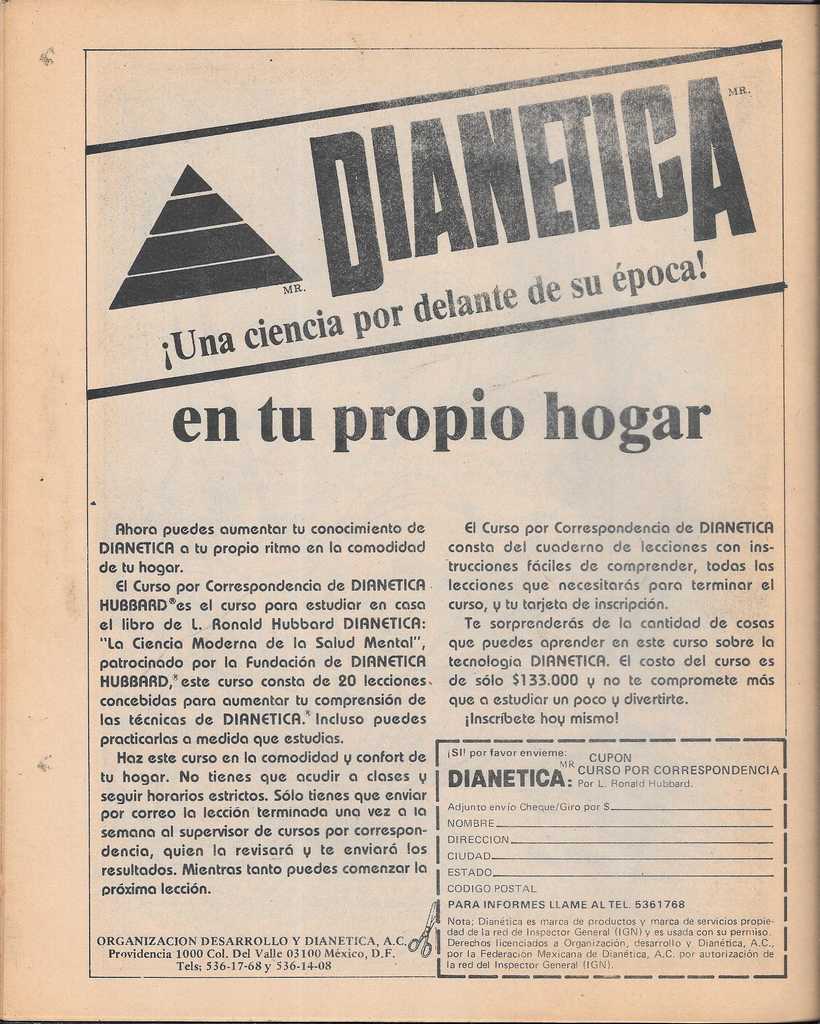 DIANETICA MR.
MR.
¡Una ciencia por delante de su época!
en tu propio hogar
Ahora puedes aumentar tu conocimiento de
DIANETICA a tu propio ritmo en la comodidad
de tu hogar.
El Curso por Correspondencia de DIANETICA
HUBBARD® es el curso para estudiar en casa
el libro de L. Ronald Hubbard DIANETICA:
"La Ciencia Moderna de la Salud Mental",
patrocinado por la Fundación de DIANETICA
HUBBARD,® este curso consta de 20 lecciones
concebidas para aumentar tu comprensión de
las técnicas de DIANETICA.® Incluso puedes
practicarlas a medida que estudias.
Haz este curso en la comodidad y confort de
tu hogar. No tienes que acudir a clases y
seguir horarios estrictos. Sólo tienes que enviar
por correo la lección terminada una vez a la
semana al supervisor de cursos por correspon-
dencia, quien la revisará y te enviará los
resultados. Mientras tanto puedes comenzar la
próxima lección.
ORGANIZACION DESARROLLO Y DIANETICA, A.C.
Providencia 1000 Col. Del Valle 03100 México, D.F.
Tels; 536-17-68 y 536-14-08
El Curso por Correspondencia de DIANETICA
consta del cuaderno de lecciones con ins-
trucciones fáciles de comprender, todas las
lecciones que necesitarás para terminar el
curso, y tu tarjeta de inscripción.
Te sorprenderás de la cantidad de cosas
que puedes aprender en este curso sobre la
tecnología DIANETICA. El costo del curso es
de sólo $133.000 y no te compromete más
que a estudiar un poco y divertirte.
¡Inscríbete hoy mismo!
¡SI! por favor envieme: CUPON
DIANETICA: MR CURSO POR CORRESPONDENCIA
Por L. Ronald Hubbard.
Adjunto envío Cheque/Giro por $
NOMBRE
DIRECCION
CIUDAD
ESTADO
CODIGO POSTAL
PARA INFORMES LLAME AL TEL. 5361768
Nota; Dianética es marca de productos y marca de servicios propie-
dad de la red de Inspector General (IGN) y es usada con su permiso.
Derechos licenciados a Organización, desarrollo y Dianética, A.C.,
por la Federacion Mexicana de Dianética, A.C. por autorización de
la red del Inspector General (IGN).